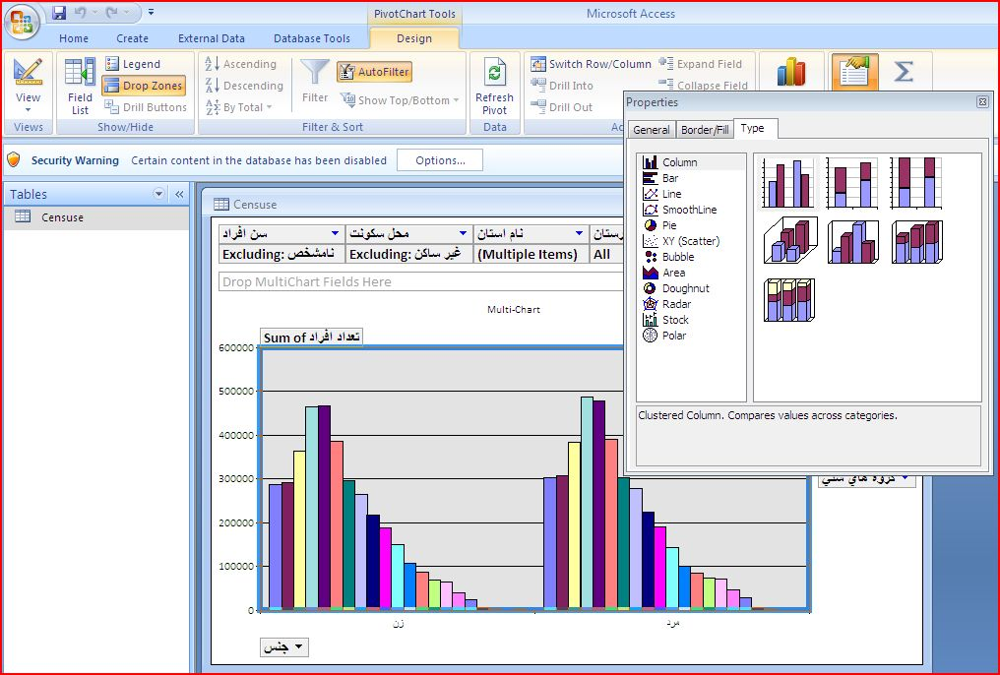 PivotChart Tools
Microsoft Access
Home
Create
External Data
Database Tools
Design
View
Views
Field List
Legend
Drop Zones
Drill Buttons
Show/Hide
Ascending
Descending
By Total
Filter
AutoFilter
Show Top/Bottom
Filter & Sort
Refresh Pivot
Data
Switch Row/Column
Drill Into
Drill Out
Expand Field
Collapse Field
Security Warning
Certain content in the database has been disabled
Options...
Tables
Censuse
Censuse
سن افراد
محل سکونت
نام استان
Excluding: نامشخص
Excluding: غیر ساکن
(Multiple Items)
All
Drop MultiChart Fields Here
Multi-Chart
Sum of تعداد افراد
600000
500000
400000
300000
200000
100000
0
زن
مرد
جنس
گروه هاي سني
Properties
General
Border/Fill
Type
Column
Bar
Line
SmoothLine
Pie
XY (Scatter)
Bubble
Area
Doughnut
Radar
Stock
Polar
Clustered Column. Compares values across categories.